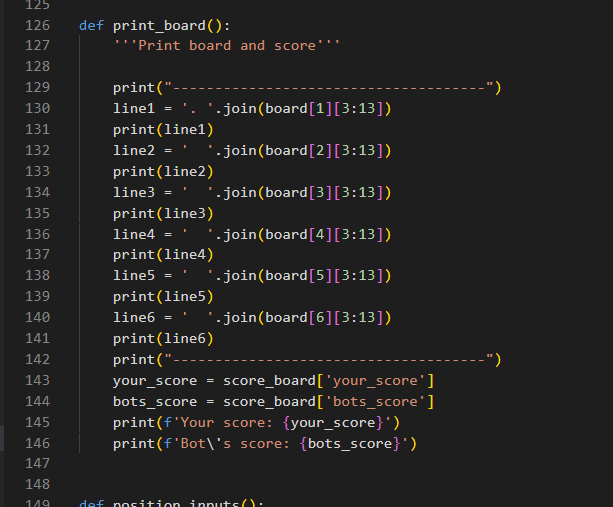 125
126 def print_board():
127     '''Print board and score'''
128
129     print("-------------------------------------")
130     line1 = '. '.join(board[1][3:13])
131     print(line1)
132     line2 = '  '.join(board[2][3:13])
133     print(line2)
134     line3 = '  '.join(board[3][3:13])
135     print(line3)
136     line4 = '  '.join(board[4][3:13])
137     print(line4)
138     line5 = '  '.join(board[5][3:13])
139     print(line5)
140     line6 = '  '.join(board[6][3:13])
141     print(line6)
142     print("-------------------------------------")
143     your_score = score_board['your_score']
144     bots_score = score_board['bots_score']
145     print(f'Your score: {your_score}')
146     print(f'Bot\'s score: {bots_score}')
147
148
149 def position_inputs():